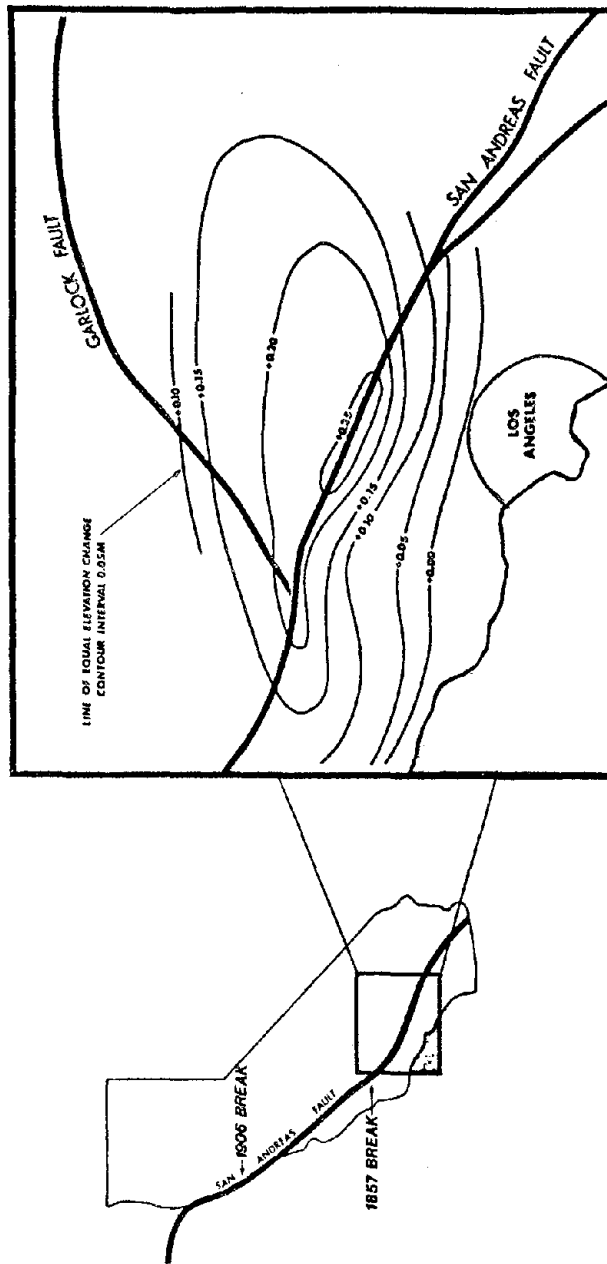 SAN ANDREAS FAULT
1906 BREAK
1857 BREAK
LINE OF EQUAL ELEVATION CHANGE
CONTOUR INTERVAL 0.05M
GARLOCK FAULT
+0.10
+0.15
+0.20
+0.25
+0.15
+0.10
+0.05
+0.00
SAN ANDREAS FAULT
LOS
ANGELES